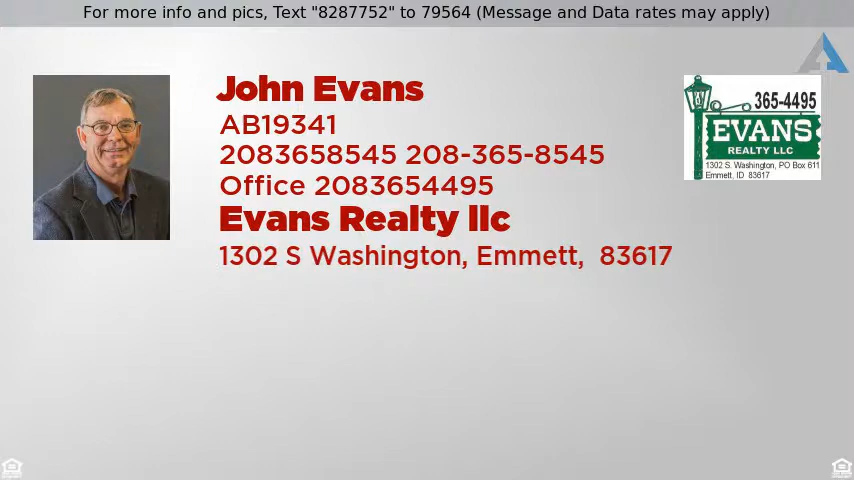 For more info and pics, Text "8287752" to 79564 (Message and Data rates may apply)
John Evans
AB19341
2083658545 208-365-8545
Office 2083654495
Evans Realty llc
1302 S Washington, Emmett,  83617
365-4495
EVANS
REALTY LLC
1302 S. Washington, PO Box 611
Emmett, ID  83617